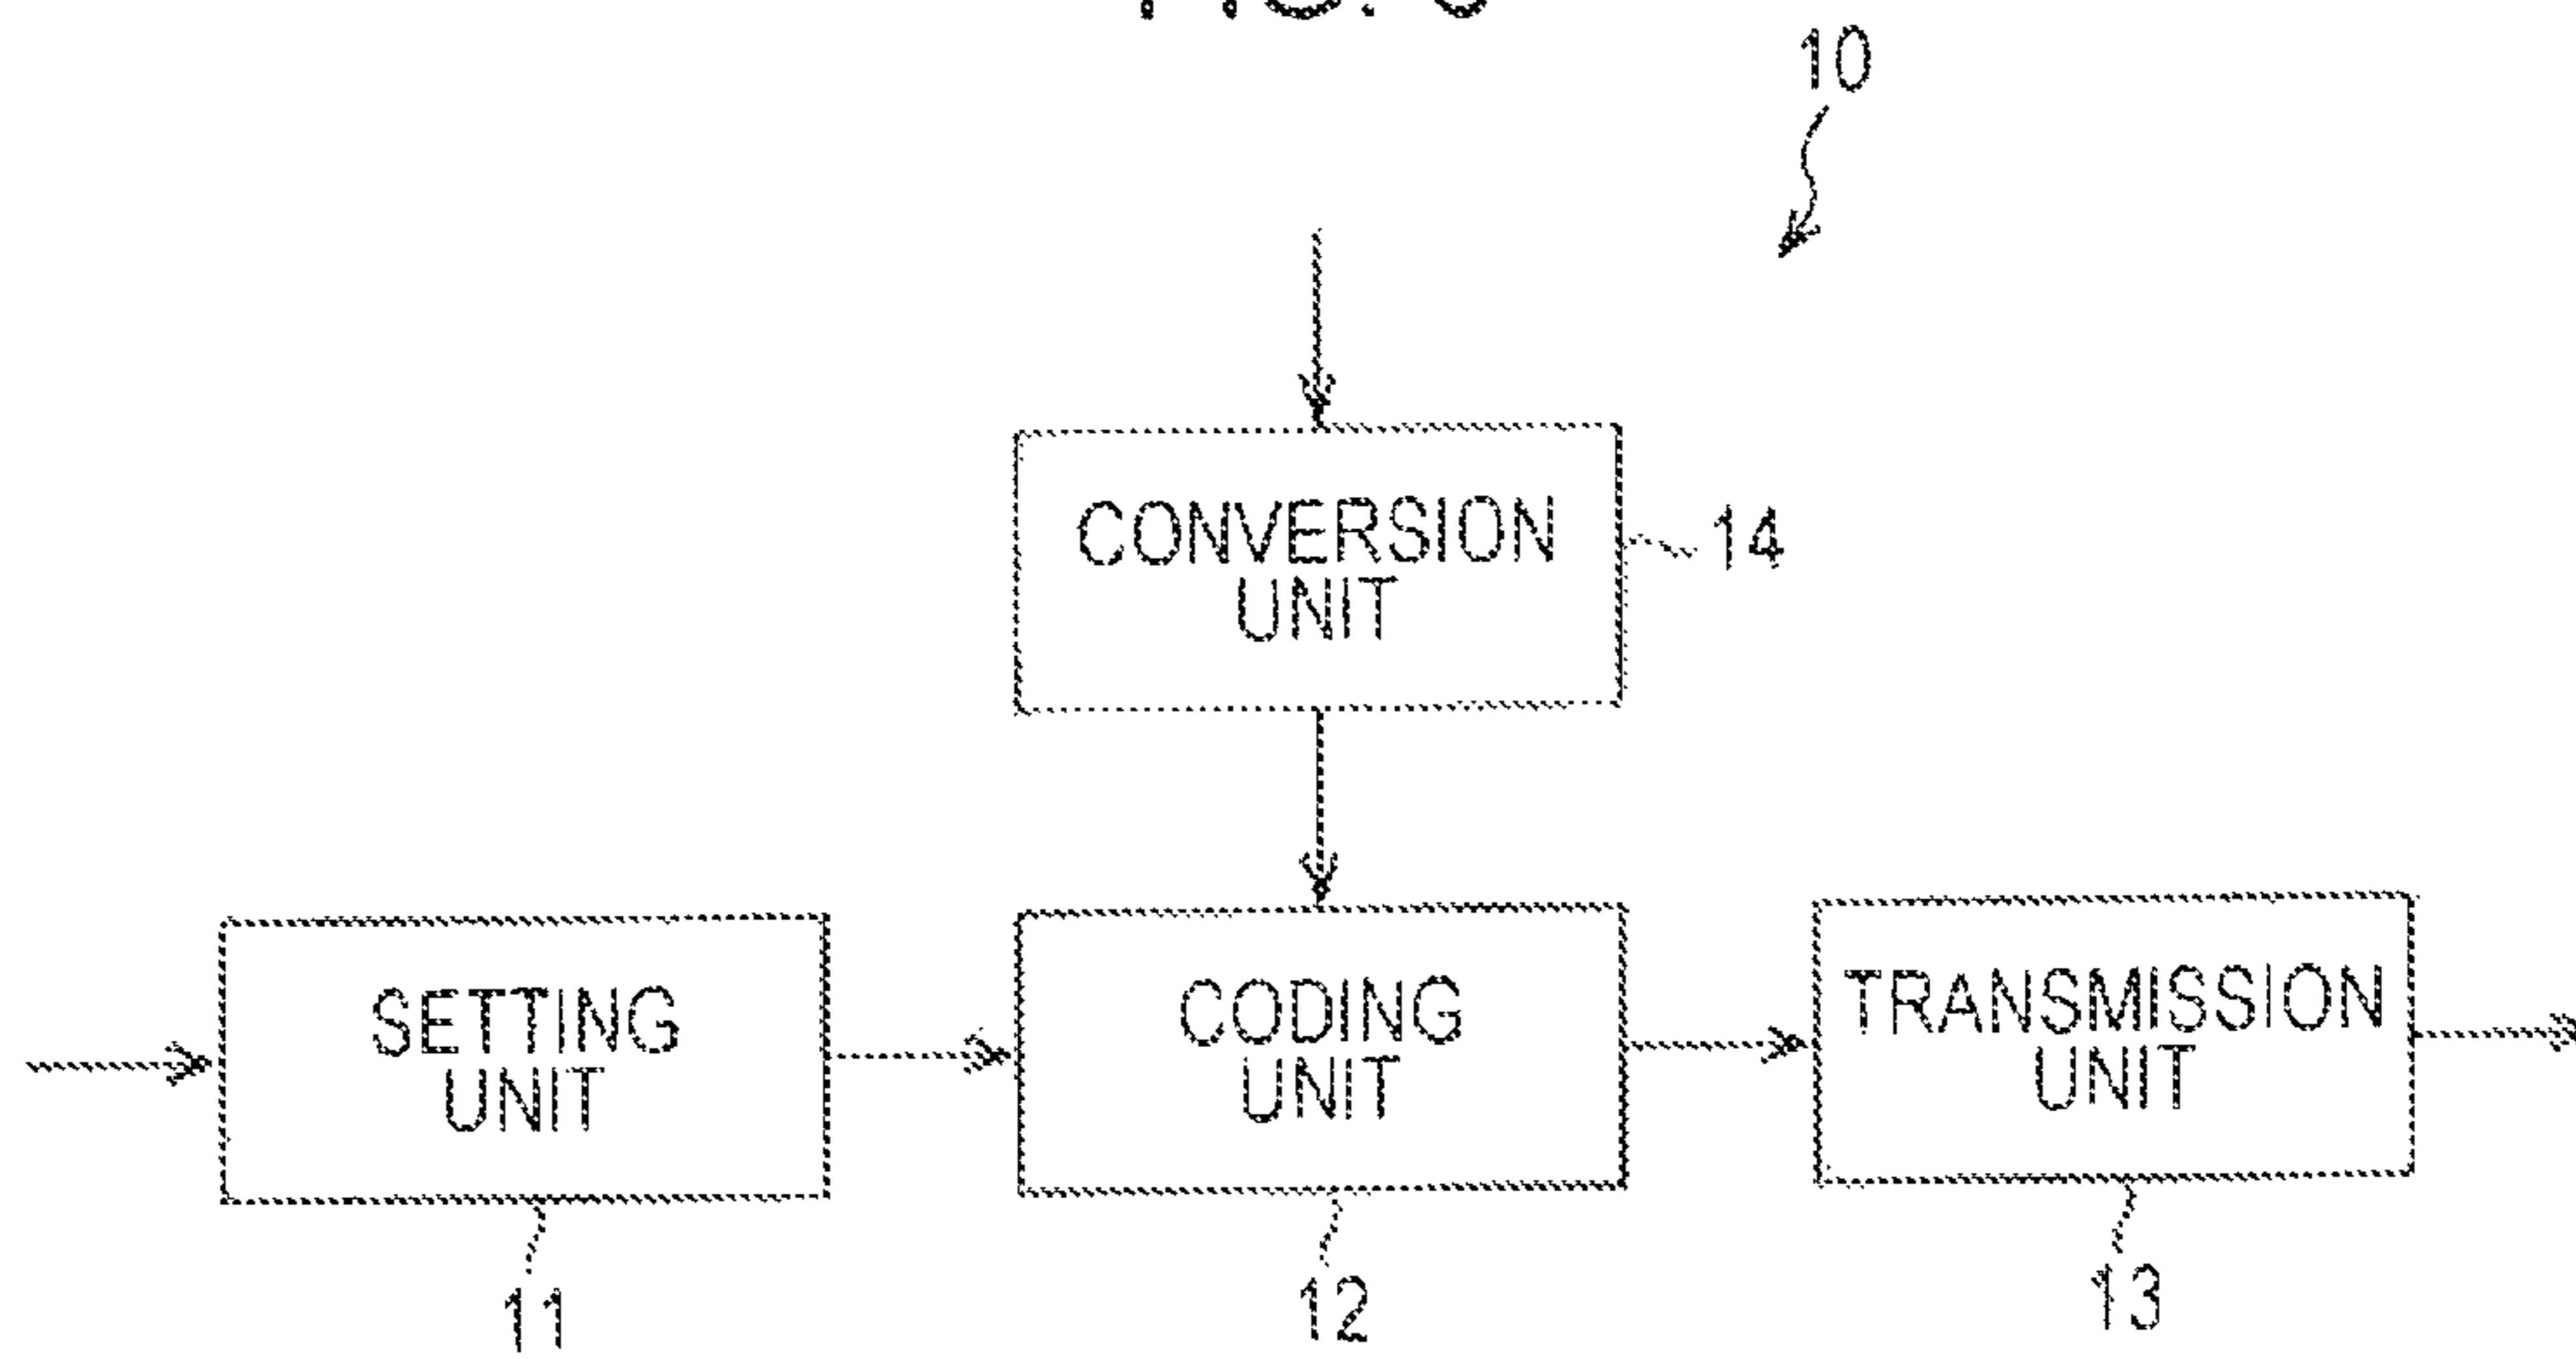 10
CONVERSION
UNIT
14
SETTING
UNIT
CODING
UNIT
TRANSMISSION
UNIT
11
12
13